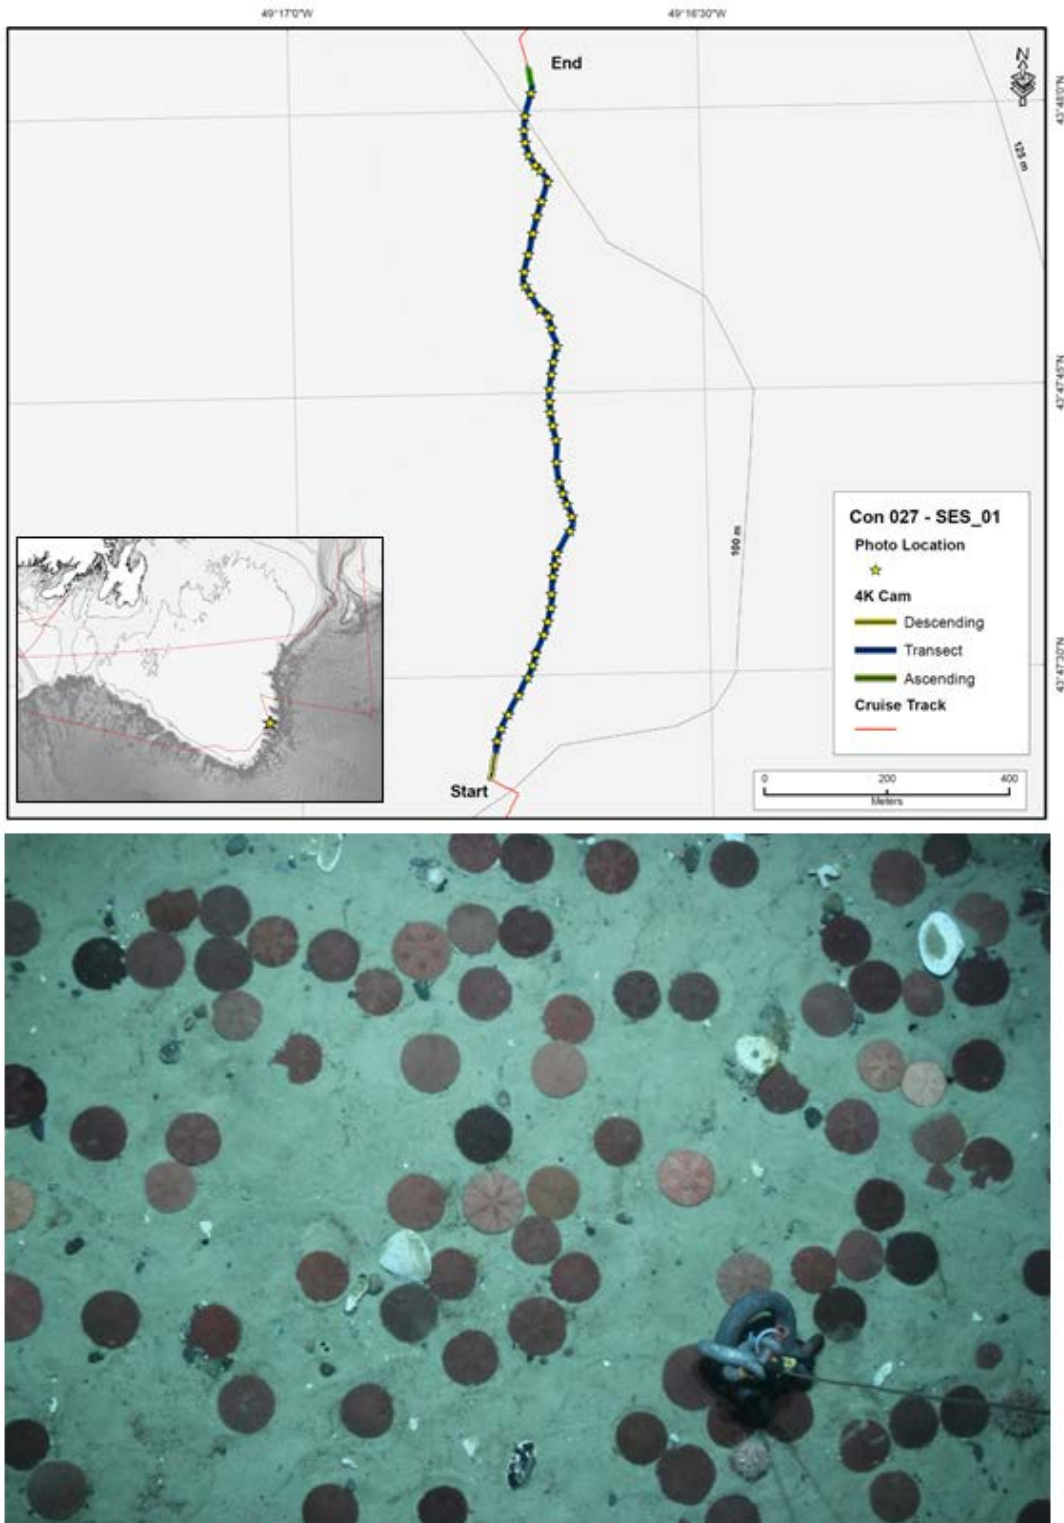 49°17'0"W
49°16'30"W
End
N
43°48'0"N
125 m
43°47'45"N
100 m
Con 027 - SES_01
Photo Location
4K Cam
Descending
Transect
Ascending
Cruise Track
43°47'30"N
Start
0 200 400
Meters